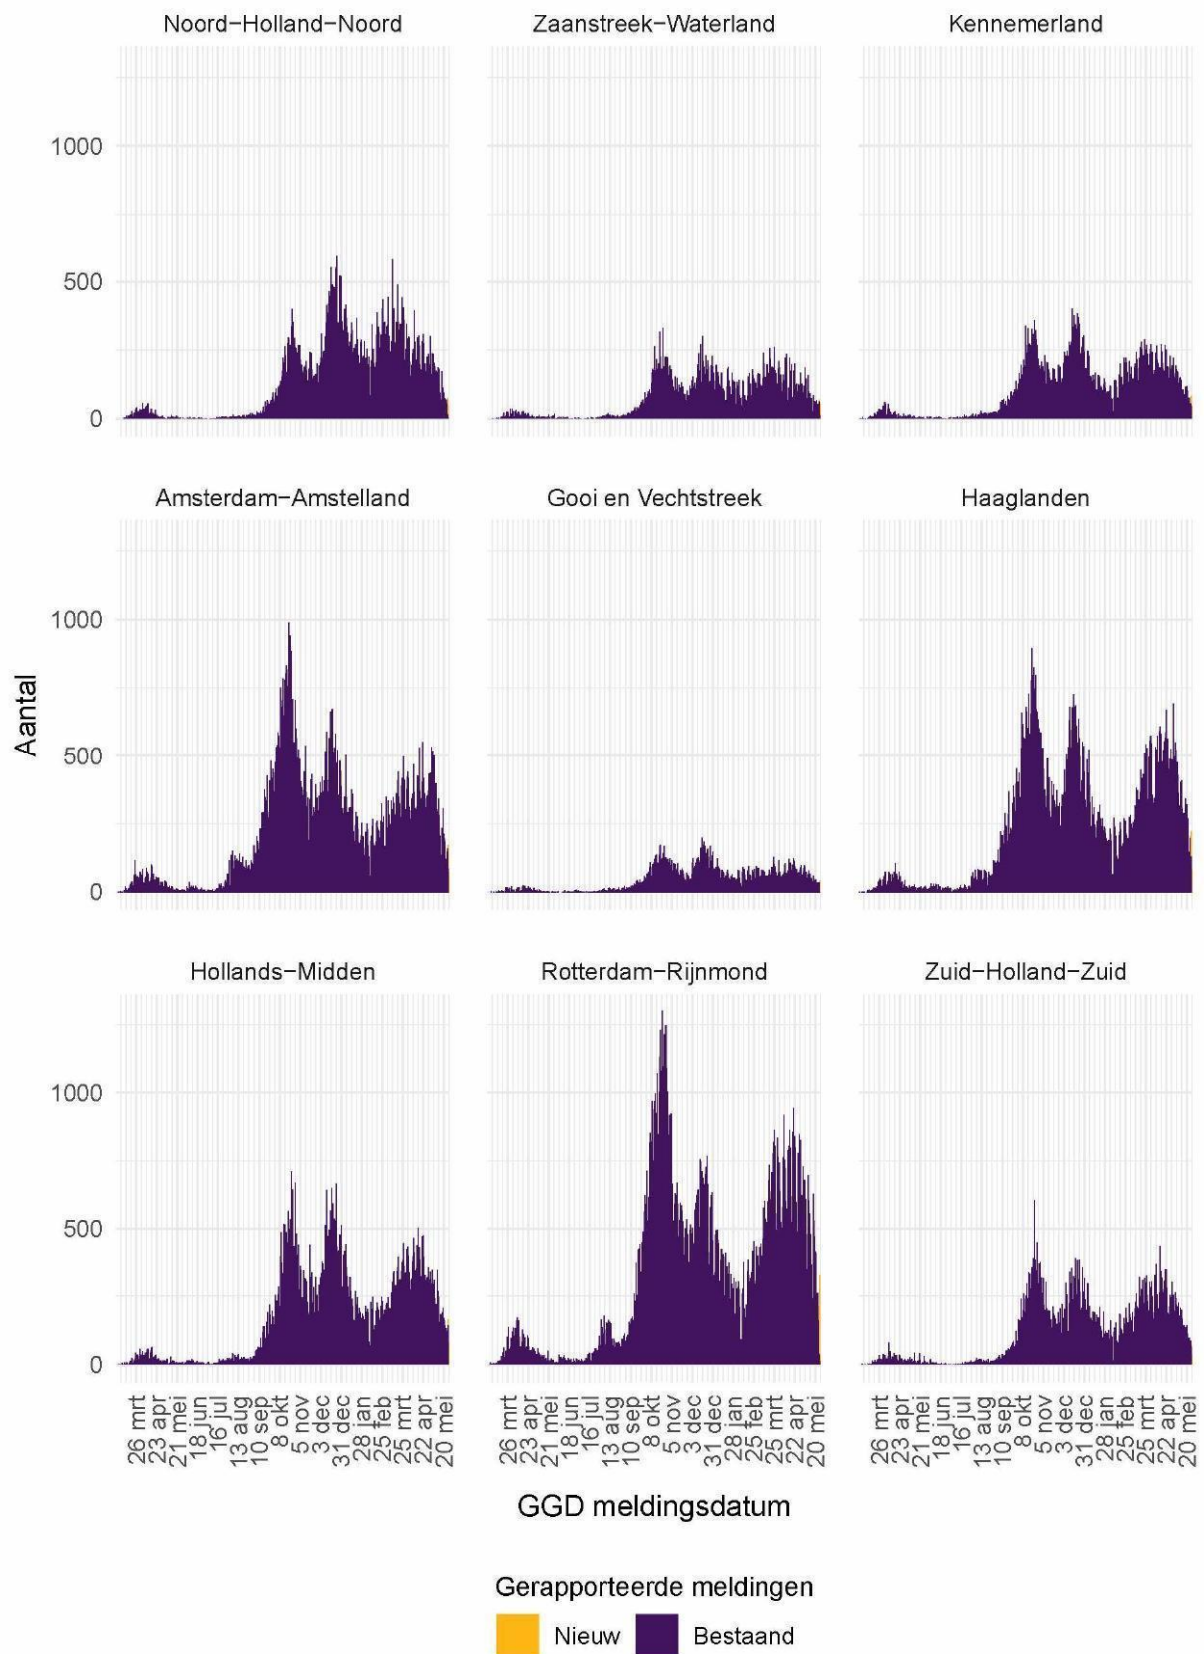 Noord-Holland-Noord Zaanstreek-Waterland Kennemerland
1000
500
0
Amsterdam-Amstelland Gooi en Vechtstreek Haaglanden
1000
500
0
Aantal
Hollands-Midden Rotterdam-Rijnmond Zuid-Holland-Zuid
1000
500
0
26 mrt 23 apr 21 mei 18 jun 16 jul 13 aug 10 sep 8 okt 5 nov 3 dec 31 dec 28 jan 25 feb 25 mrt 22 apr 20 mei
26 mrt 23 apr 21 mei 18 jun 16 jul 13 aug 10 sep 8 okt 5 nov 3 dec 31 dec 28 jan 25 feb 25 mrt 22 apr 20 mei
26 mrt 23 apr 21 mei 18 jun 16 jul 13 aug 10 sep 8 okt 5 nov 3 dec 31 dec 28 jan 25 feb 25 mrt 22 apr 20 mei
GGD meldingsdatum
Gerapporteerde meldingen
Nieuw Bestaand